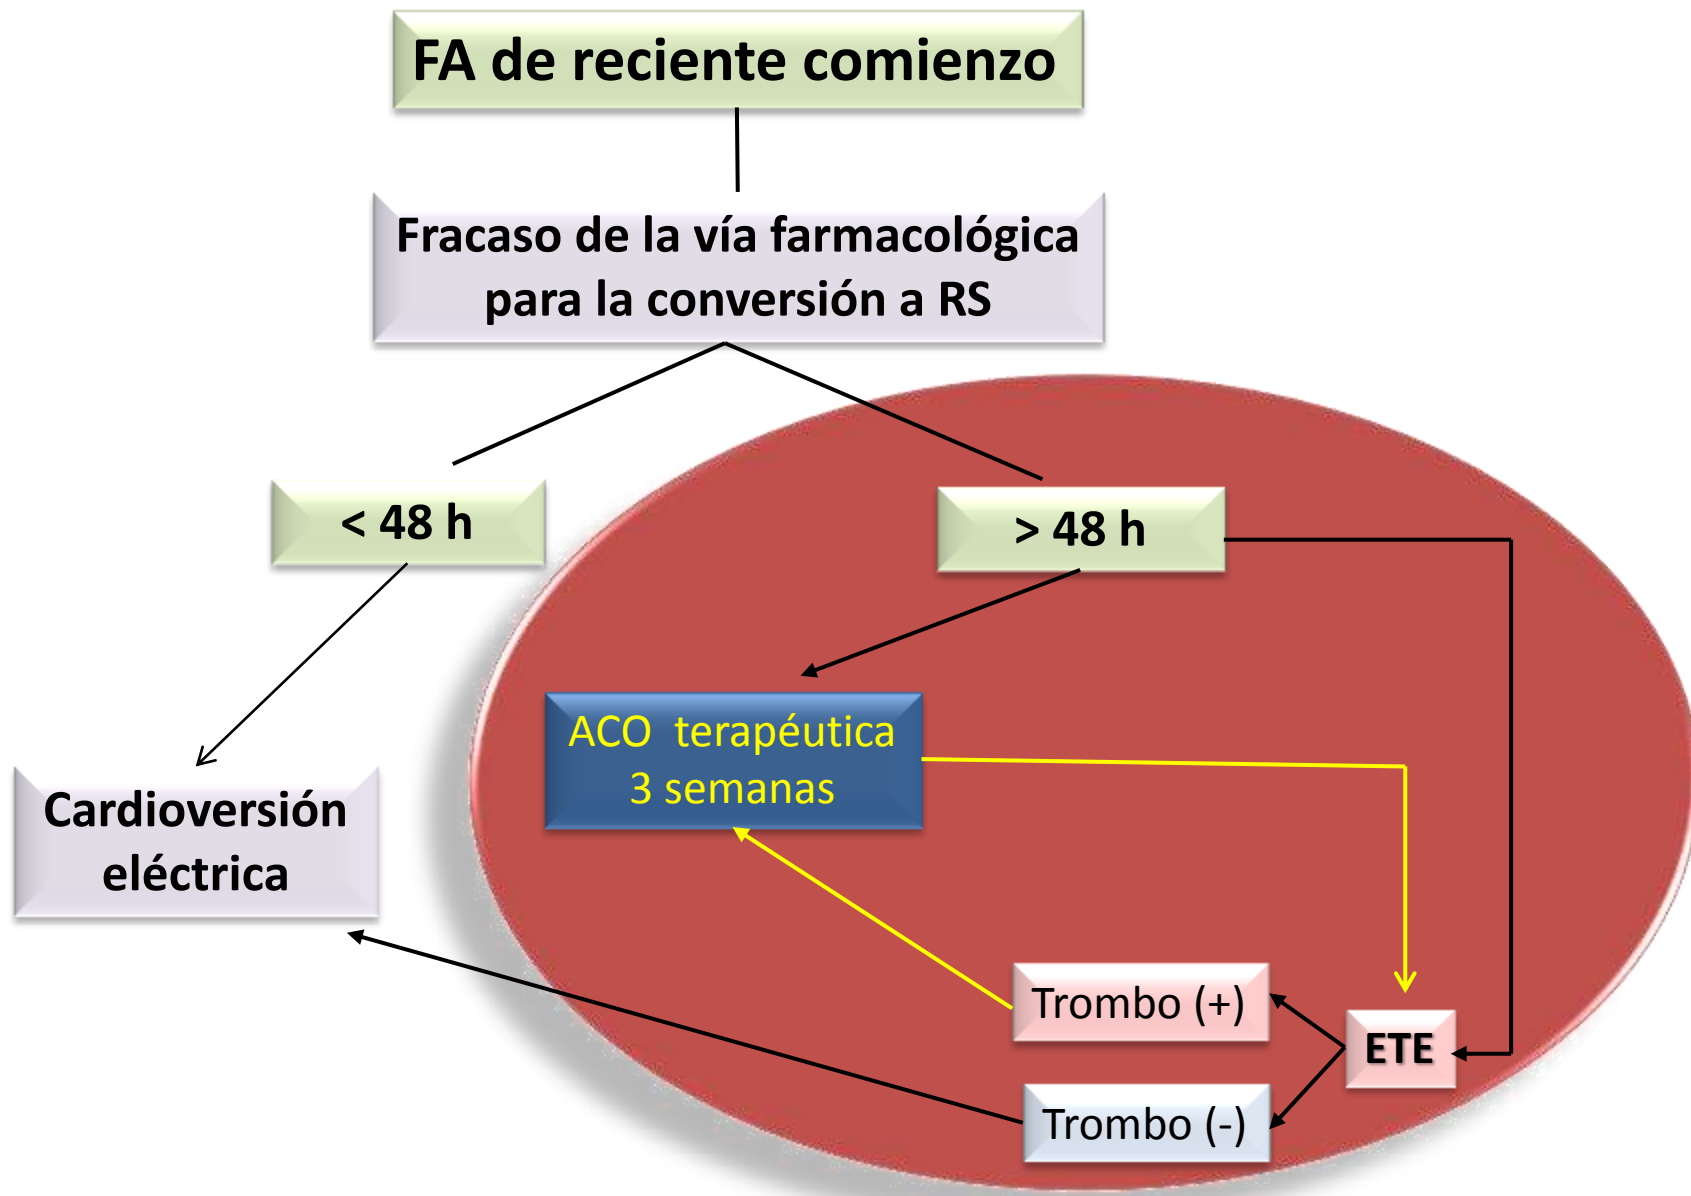 FA de reciente comienzo
Fracaso de la vía farmacológica
para la conversión a RS
< 48 h
> 48 h
ACO terapéutica
3 semanas
Cardioversión
eléctrica
Trombo (+)
ETE
Trombo (-)